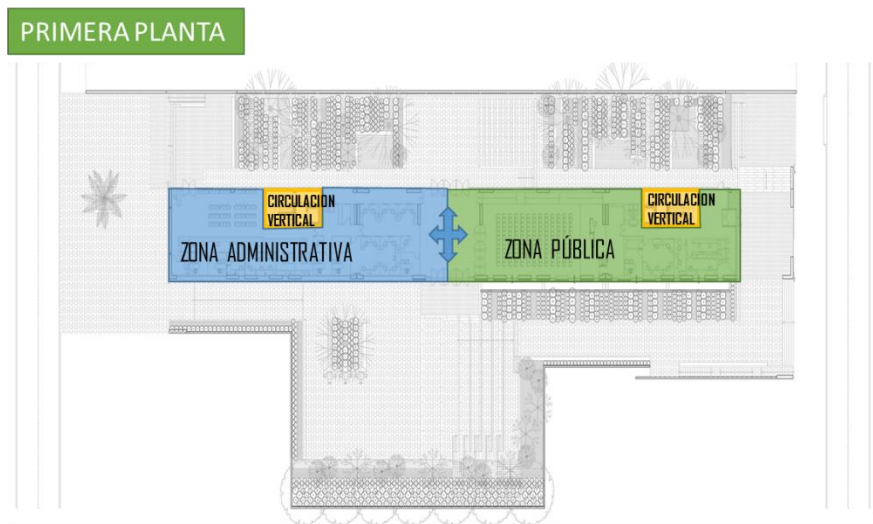 PRIMERA PLANTA
CIRCULACION
VERTICAL
ZONA ADMINISTRATIVA
CIRCULACION
VERTICAL
ZONA PÚBLICA